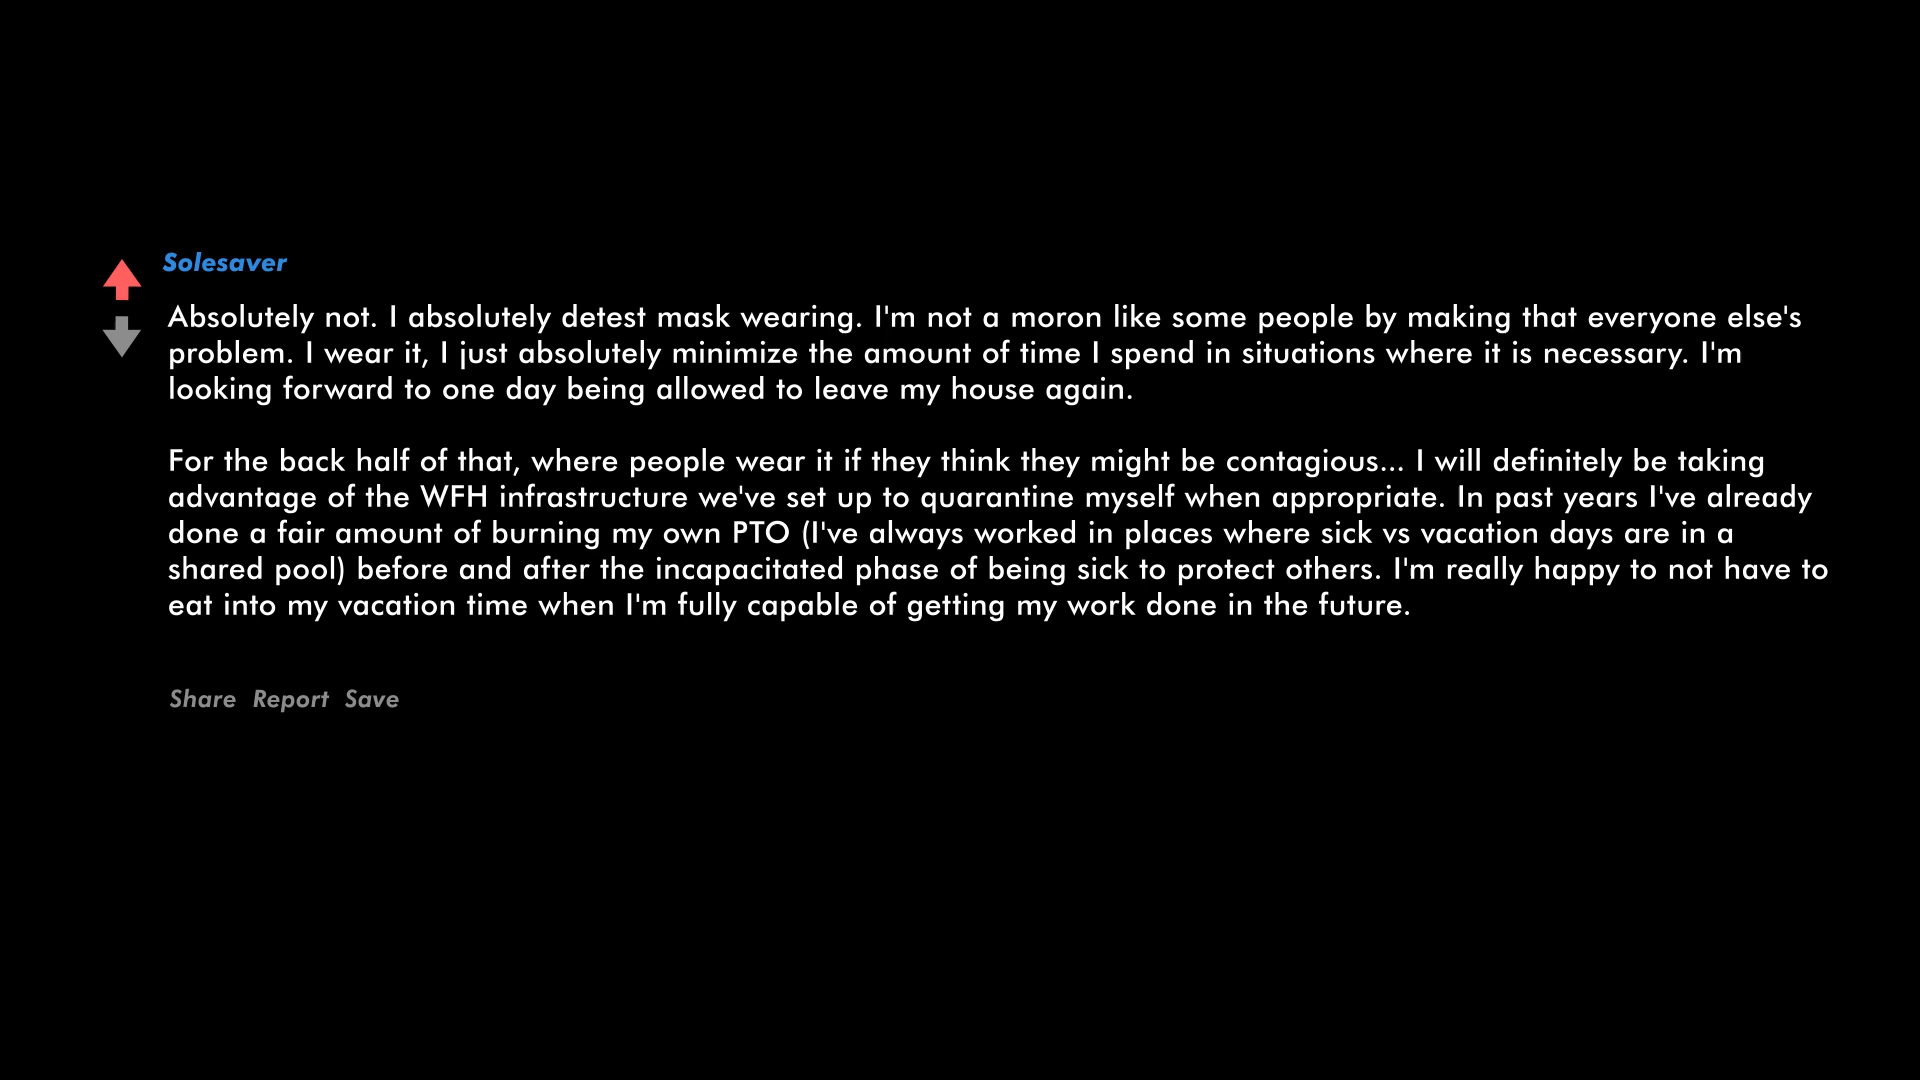 Solesaver
Absolutely not. I absolutely detest mask wearing. I'm not a moron like some people by making that everyone else's
problem. I wear it, I just absolutely minimize the amount of time I spend in situations where it is necessary. I'm
looking forward to one day being allowed to leave my house again.
For the back half of that, where people wear it if they think they might be contagious... I will definitely be taking
advantage of the WFH infrastructure we've set up to quarantine myself when appropriate. In past years I've already
done a fair amount of burning my own PTO (I've always worked in places where sick vs vacation days are in a
shared pool) before and after the incapacitated phase of being sick to protect others. I'm really happy to not have to
eat into my vacation time when I'm fully capable of getting my work done in the future.
Share Report Save